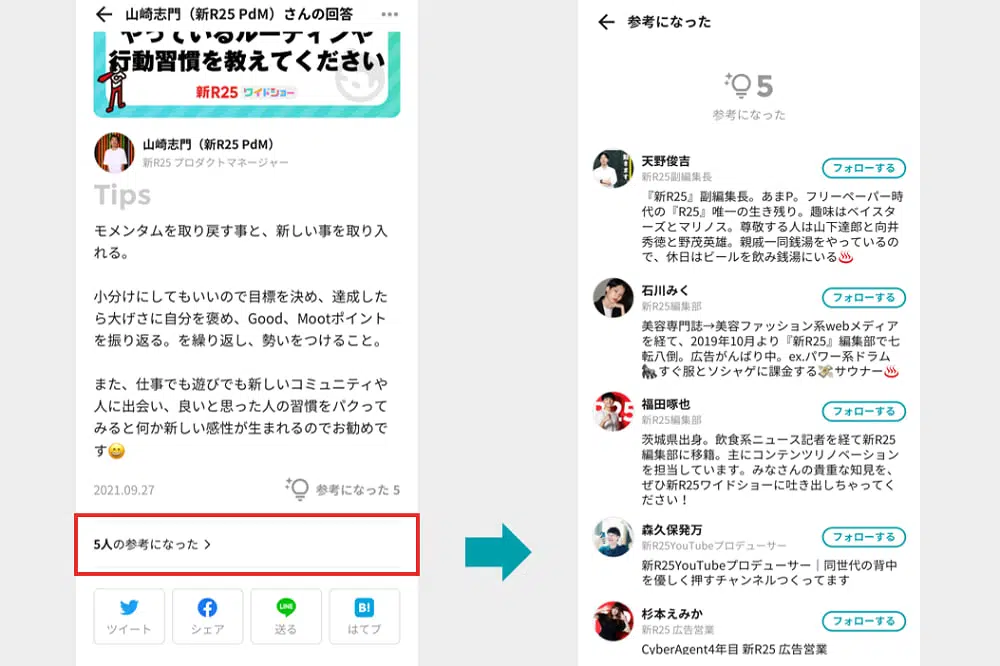 山崎志門（新R25 PdM）さんの回答
やっているルーティンや
行動習慣を教えてください
新R25 ワイドショー
山崎志門（新R25 PdM）
新R25 プロダクトマネージャー
Tips
モメンタムを取り戻す事と、新しい事を取り入
れる。
小分けにしてもいいので目標を決め、達成した
ら大げさに自分を褒め、Good、Mootポイント
を振り返る。を繰り返し、勢いをつけること。
また、仕事でも遊びでも新しいコミュニティや
人に出会い、良いと思った人の習慣をパクって
みると何か新しい感性が生まれるのでお勧めで
す😀
2021.09.27
参考になった 5
5人の参考になった
ツイート
シェア
LINE
送る
B!
はてブ
参考になった
5
参考になった
天野俊吉
新R25副編集長
フォローする
『新R25』副編集長。あまP。フリーペーパー時
代の『R25』唯一の生き残り。趣味はベイスタ
ーズとマリノス。尊敬する人は山下達郎と向井
秀徳と野茂英雄。親戚一同銭湯をやっているの
で、休日はビールを飲み銭湯にいる♨️
石川みく
新R25編集部
フォローする
美容専門誌→美容ファッション系webメディア
を経て、2019年10月より『新R25』編集部で七
転八倒。広告がんばり中。ex.パワー系ドラム
🦍すぐ服とソシャゲに課金する💸サウナー♨️
福田啄也
新R25編集部
フォローする
茨城県出身。飲食系ニュース記者を経て新R25
編集部に移籍。主にコンテンツリノベーション
を担当しています。みなさんの貴重な知見を、
ぜひ新R25ワイドショーに吐き出しちゃってく
ださい！
森久保発万
新R25YouTubeプロデューサー
フォローする
新R25YouTubeプロデューサー｜同世代の背中
を優しく押すチャンネルつくってます
杉本えみか
新R25 広告営業
フォローする
CyberAgent4年目 新R25 広告営業